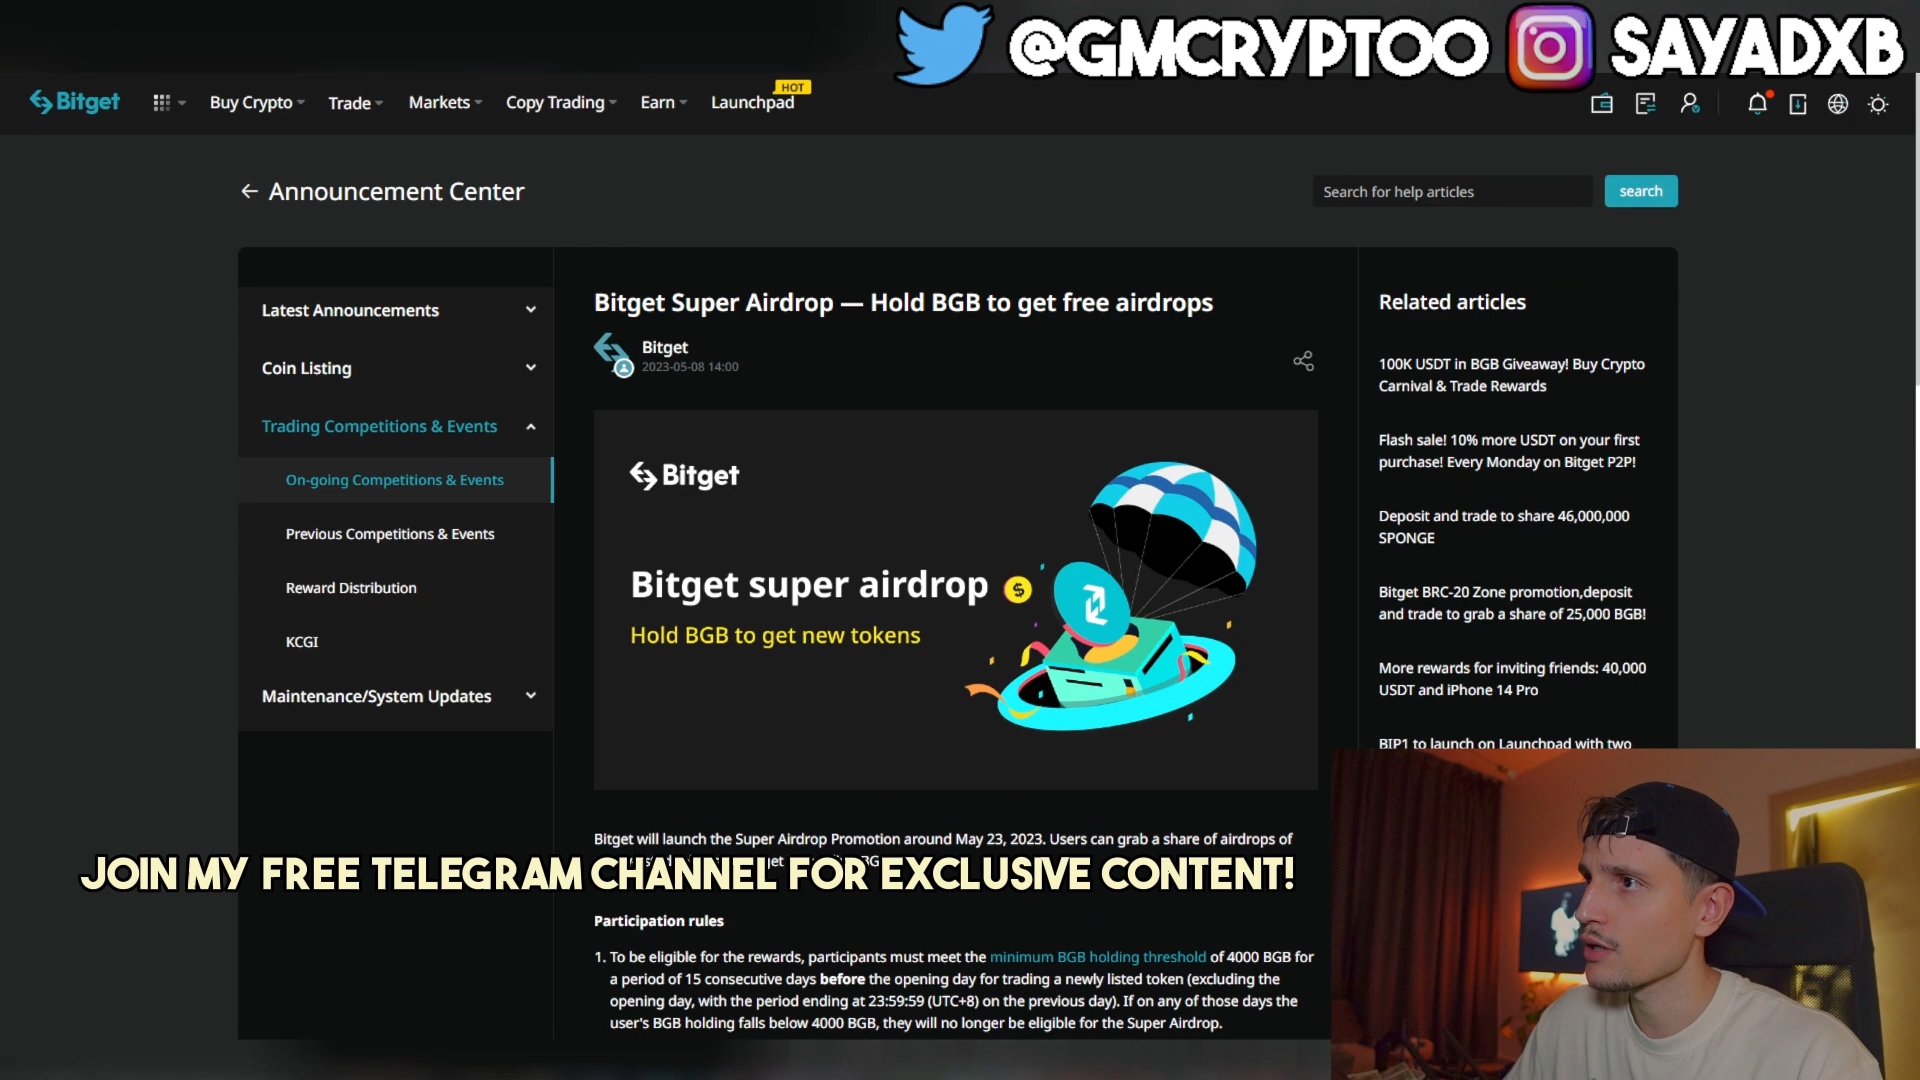 @GMCRYPTOO SAYADXB
Bitget
Buy Crypto
Trade
Markets
Copy Trading
Earn
Launchpad
HOT
Announcement Center
Search for help articles
search
Latest Announcements
Coin Listing
Trading Competitions & Events
On-going Competitions & Events
Previous Competitions & Events
Reward Distribution
KCGI
Maintenance/System Updates
Bitget Super Airdrop — Hold BGB to get free airdrops
Bitget
2023-05-08 14:00
Bitget
Bitget super airdrop
Hold BGB to get new tokens
Bitget will launch the Super Airdrop Promotion around May 23, 2023. Users can grab a share of airdrops of
JOIN MY FREE TELEGRAM CHANNEL FOR EXCLUSIVE CONTENT!
Participation rules
1. To be eligible for the rewards, participants must meet the minimum BGB holding threshold of 4000 BGB for
a period of 15 consecutive days before the opening day for trading a newly listed token (excluding the
opening day, with the period ending at 23:59:59 (UTC+8) on the previous day). If on any of those days the
user's BGB holding falls below 4000 BGB, they will no longer be eligible for the Super Airdrop.
Related articles
100K USDT in BGB Giveaway! Buy Crypto
Carnival & Trade Rewards
Flash sale! 10% more USDT on your first
purchase! Every Monday on Bitget P2P!
Deposit and trade to share 46,000,000
SPONGE
Bitget BRC-20 Zone promotion,deposit
and trade to grab a share of 25,000 BGB!
More rewards for inviting friends: 40,000
USDT and iPhone 14 Pro
BIP1 to launch on Launchpad with two